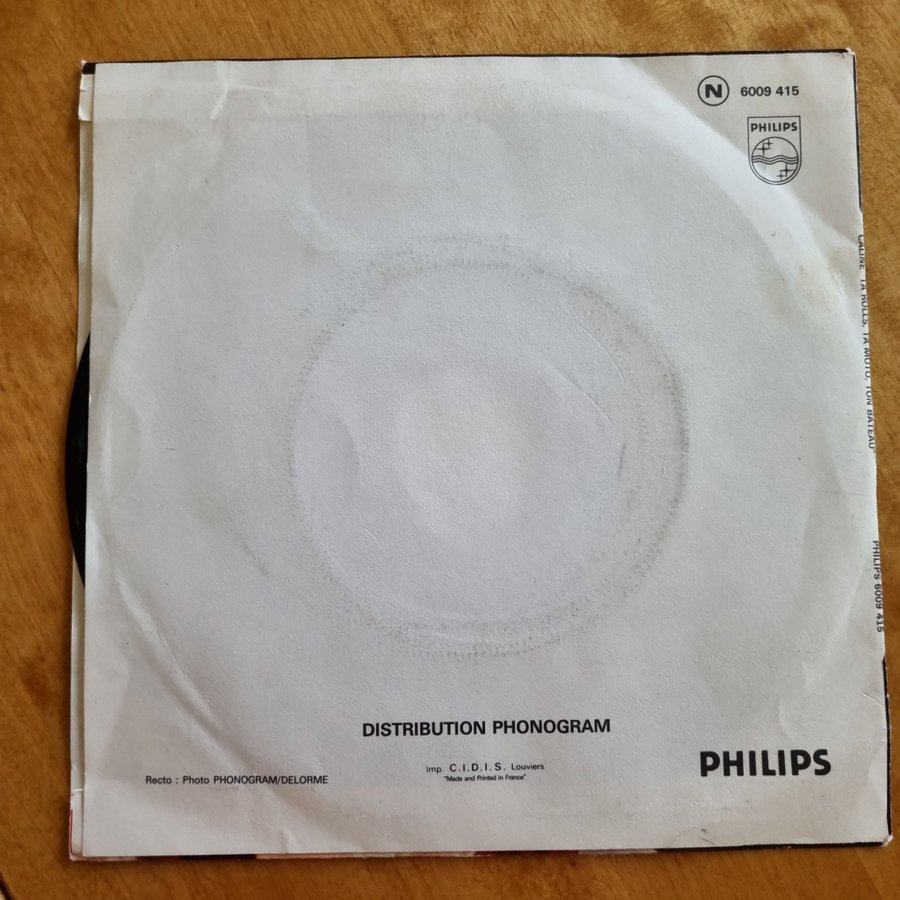 N 6009 415
PHILIPS
CALINE "TA ROLLS, TA MOTO, TON BATEAU"
PHILIPS 6009 415
DISTRIBUTION PHONOGRAM
Imp. C.I.D.I.S. Louviers
"Made and Printed in France"
Recto : Photo PHONOGRAM/DELORME
PHILIPS